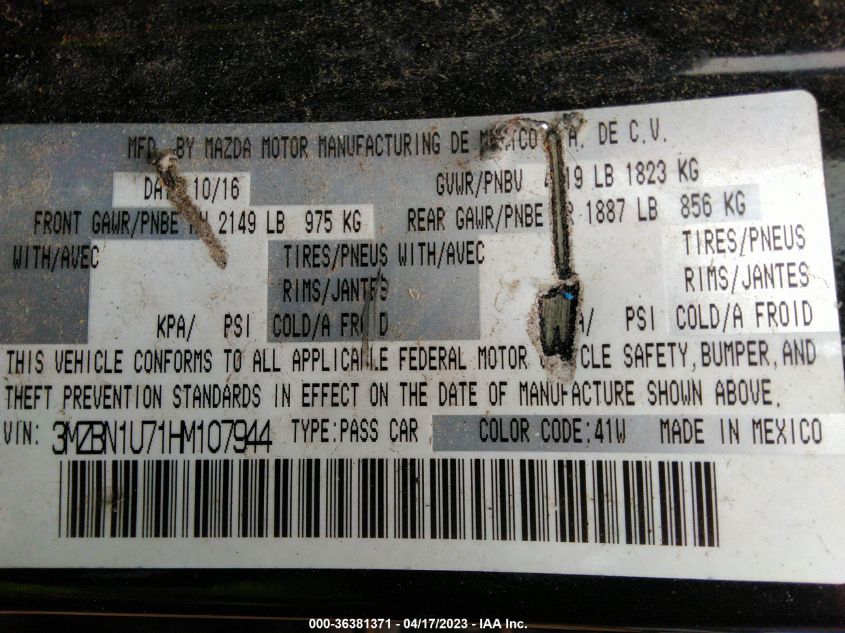 MFD. BY MAZDA MOTOR MANUFACTURING DE S.A. DE C.V.
10/16 GVWR/PNBV LB 1823 KG
FRONT GAWR/PNBE 2149 LB 975 KG REAR GAWR/PNBE 1887 LB 856 KG
WITH/AVEC TIRES/PNEUS WITH/AVEC TIRES/PNEUS
RIMS/JANTES RIMS/JANTES
KPA/ PSI COLD/A FROID PSI COLD/A FROID
THIS VEHICLE CONFORMS TO ALL APPLICABLE FEDERAL MOTOR SAFETY, BUMPER, AND
THEFT PREVENTION STANDARDS IN EFFECT ON THE DATE OF MANUFACTURE SHOWN ABOVE.
VIN: 3MZBN1U71HM107944 TYPE:PASS CAR COLOR CODE:41W MADE IN MEXICO
000-36381371 - 04/17/2023 - IAA Inc.